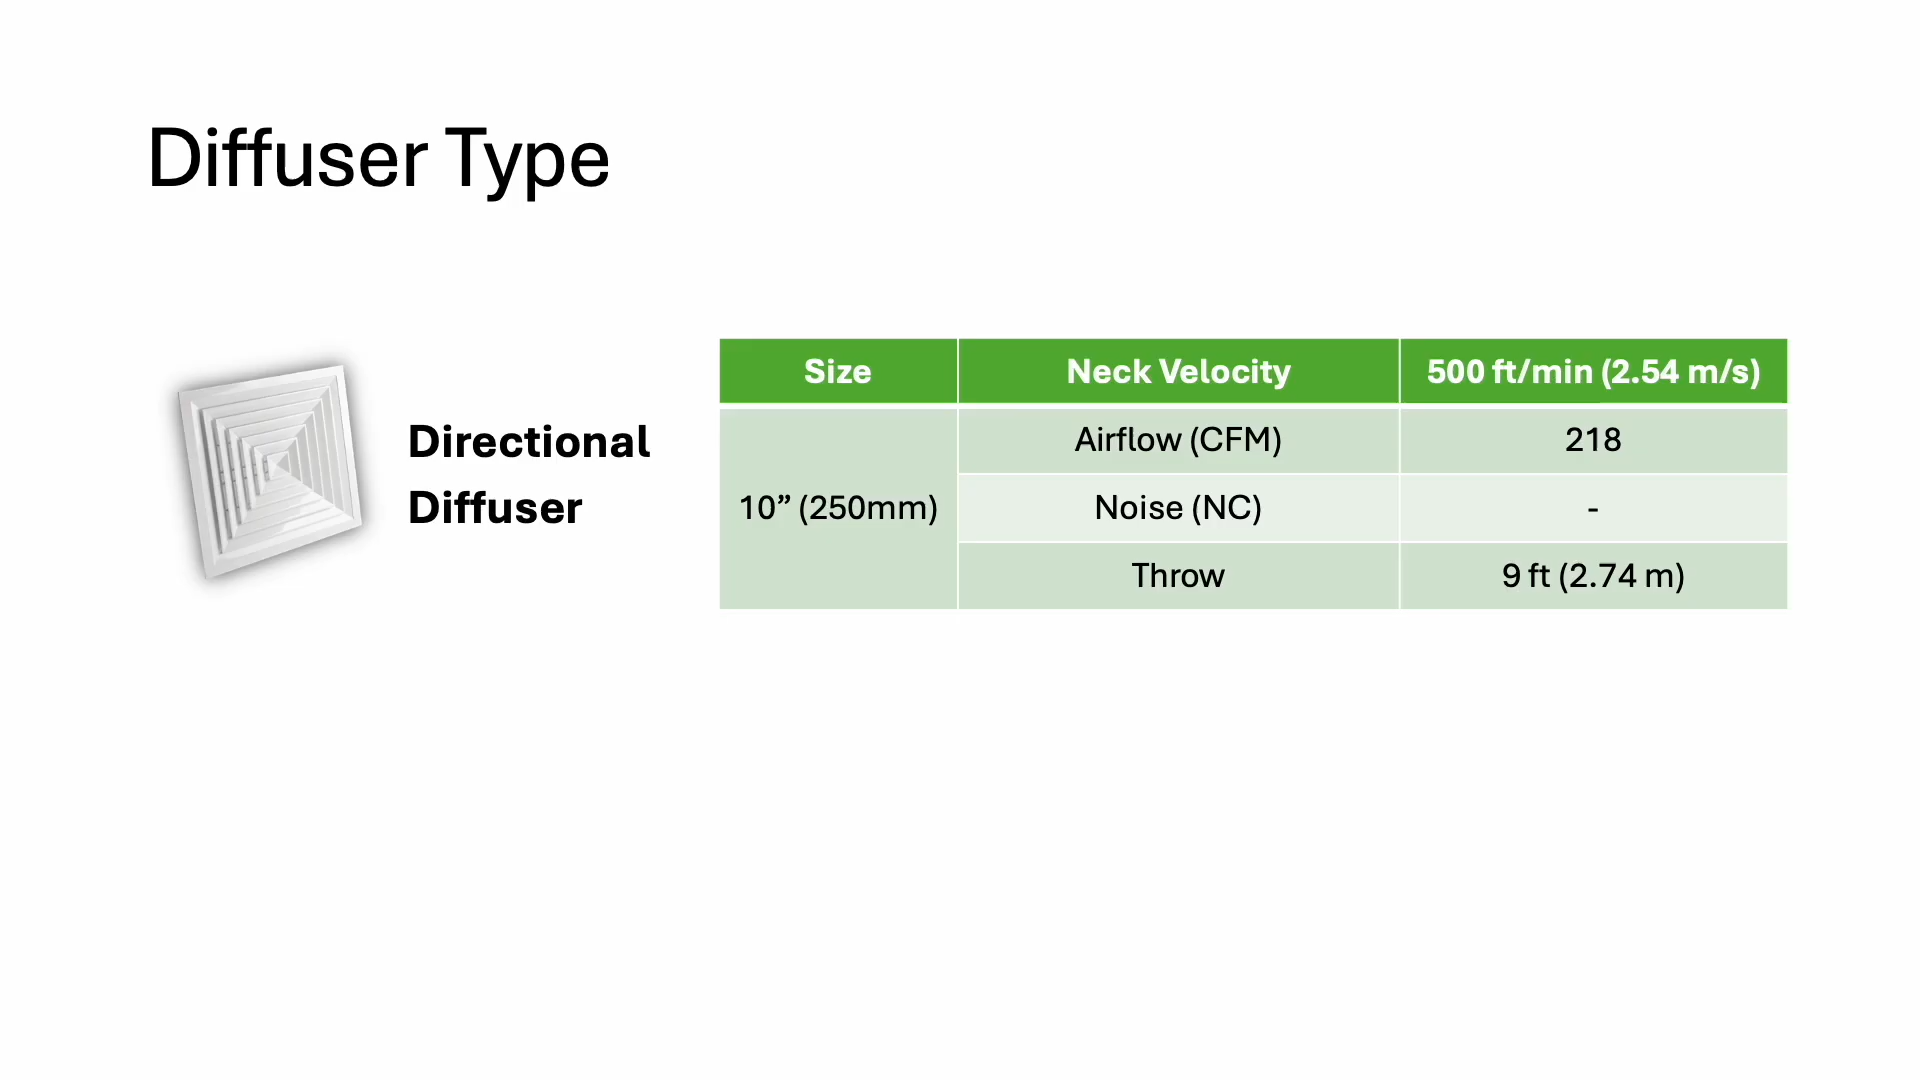 Diffuser Type
Directional
Diffuser
Size Neck Velocity 500 ft/min (2.54 m/s)
10” (250mm) Airflow (CFM) 218
Noise (NC) -
Throw 9 ft (2.74 m)